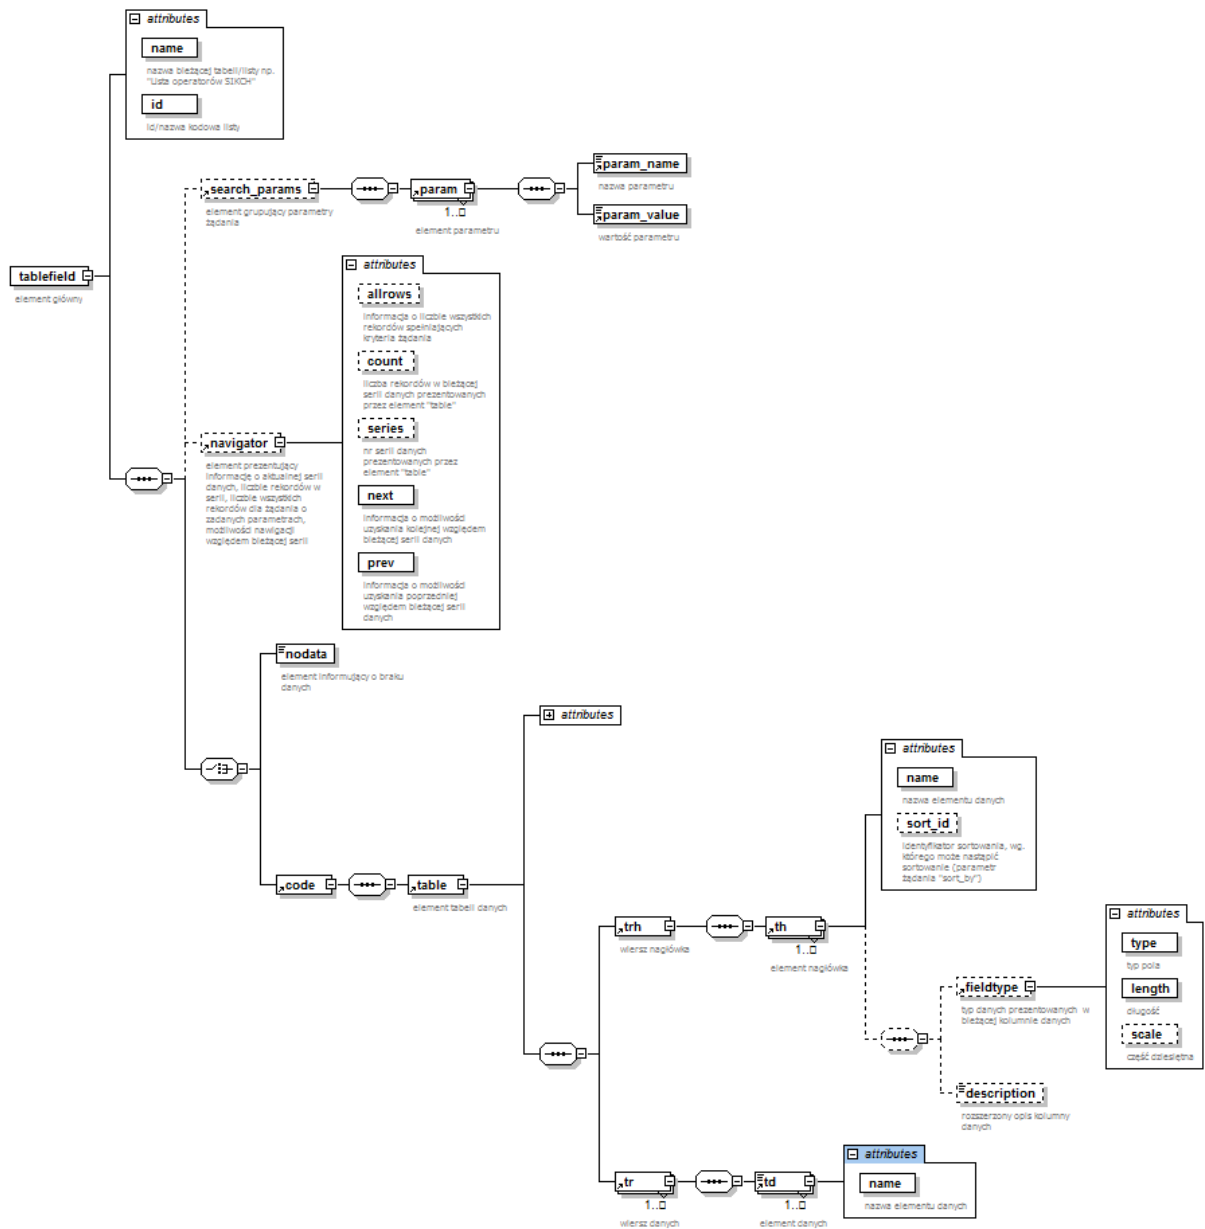 attributes
name
nazwa bieżącej tabeli/listy np.
"Lista operatorów SIKCH"
id
id/nazwa kodowa listy
search_params
element grupujący parametry
żądania
param
1..
element parametru
param_name
nazwa parametru
param_value
wartość parametru
tablefield
element główny
attributes
allrows
informacja o liczbie wszystkich
rekordów spełniających
kryteria żądania
count
liczba rekordów w bieżącej
serii danych prezentowanych
przez element "table"
series
nr serii danych
prezentowanych przez
element "table"
next
informacja o możliwości
uzyskania kolejnej względem
bieżącej serii danych
prev
informacja o możliwości
uzyskania poprzedniej
względem bieżącej serii
danych
navigator
element prezentujący
informację o aktualnej serii
danych, liczbie rekordów w
serii, liczbie wszystkich
rekordów dla żądania o
zadanych parametrach,
możliwości nawigacji
względem bieżącej serii
nodata
element informujący o braku
danych
code
table
element tabeli danych
attributes
trh
wiersz nagłówka
th
1..
element nagłówka
attributes
name
nazwa elementu danych
sort_id
identyfikator sortowania, wg.
którego może nastąpić
sortowanie (parametr
żądania "sort_by")
fieldtype
typ danych prezentowanych w
bieżącej kolumnie danych
attributes
type
typ pola
length
długość
scale
część dziesiętna
description
rozszerzony opis kolumny
danych
tr
1..
wiersz danych
td
1..
element danych
attributes
name
nazwa elementu danych